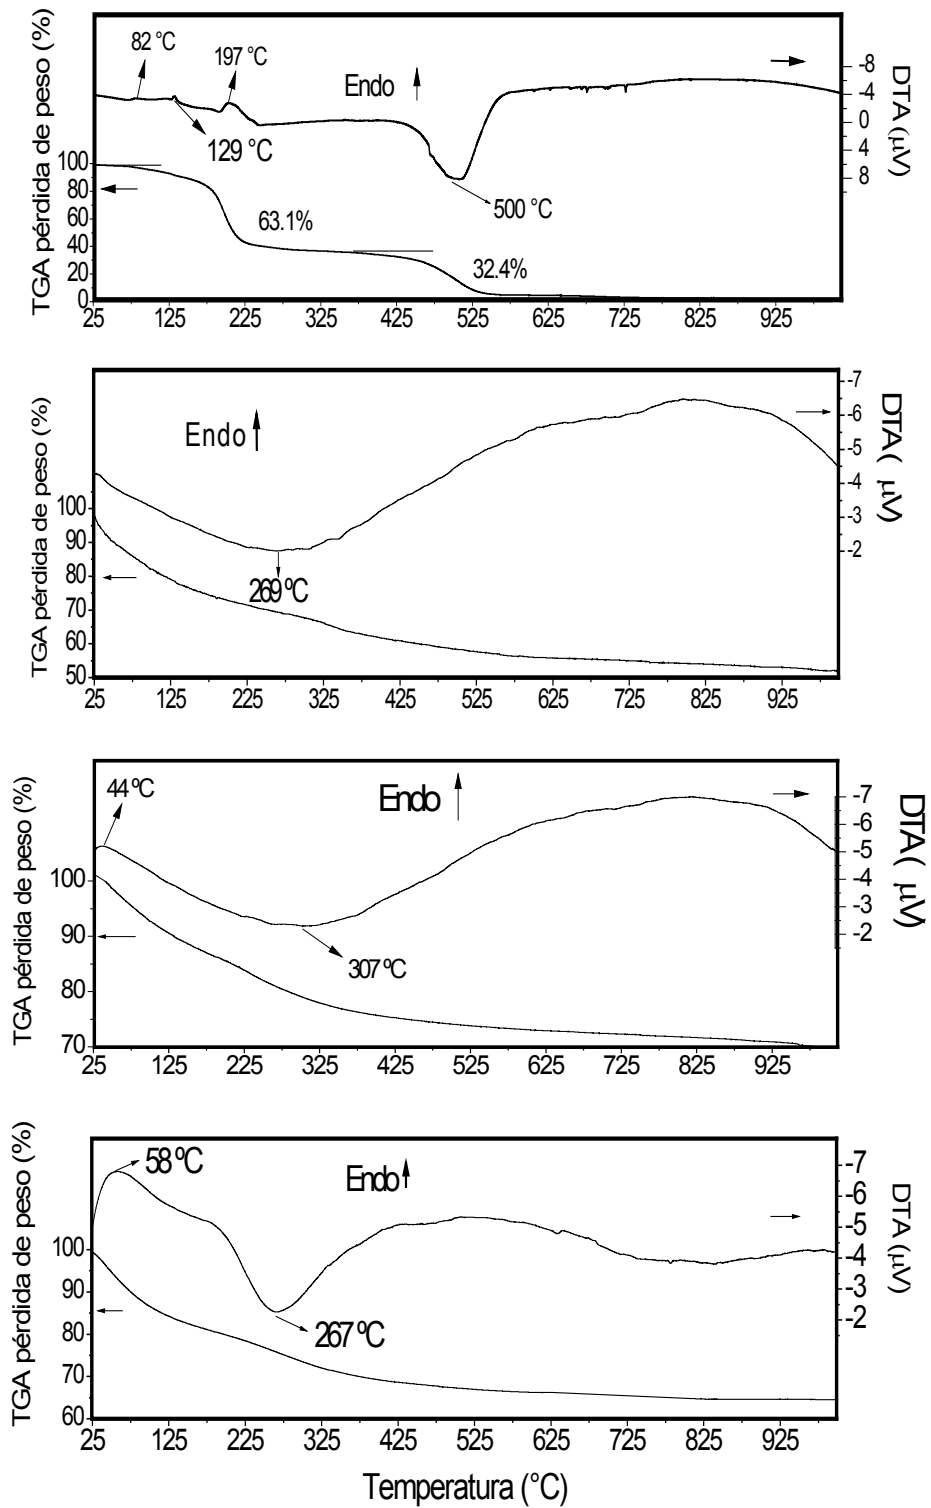 TGA pérdida de peso (%)
82 °C
197 °C
Endo
129 °C
63.1%
32.4%
500 °C
DTA (µV)
-8
-4
0
4
8
100
80
60
40
20
0
25 125 225 325 425 525 625 725 825 925
TGA pérdida de peso (%)
Endo
269 ºC
DTA( µV)
-7
-6
-5
-4
-3
-2
100
90
80
70
60
50
25 125 225 325 425 525 625 725 825 925
TGA pérdida de peso (%)
44 ºC
Endo
307 ºC
DTA( µV)
-7
-6
-5
-4
-3
-2
100
90
80
70
25 125 225 325 425 525 625 725 825 925
TGA pérdida de peso (%)
58 ºC
Endo
267 ºC
DTA (µV)
-7
-6
-5
-4
-3
-2
100
90
80
70
60
25 125 225 325 425 525 625 725 825 925
Temperatura (°C)